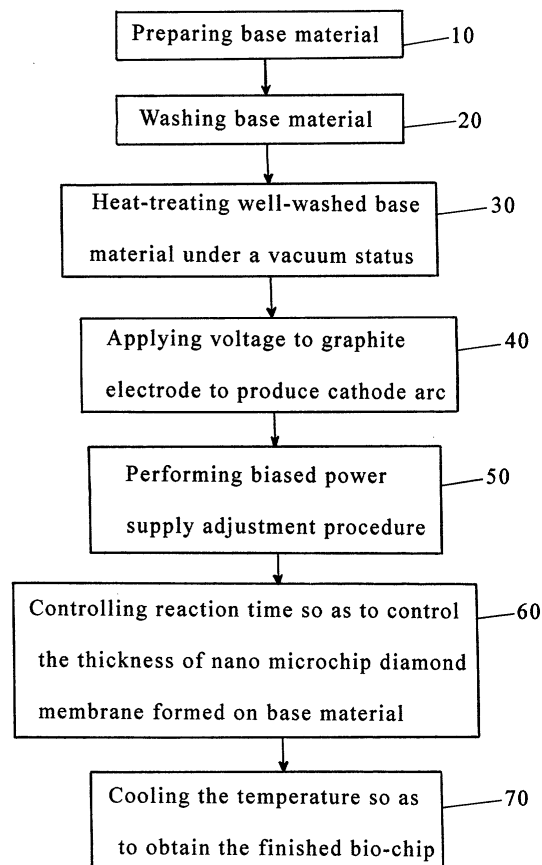 Preparing base material
10
Washing base material
20
Heat-treating well-washed base
material under a vacuum status
30
Applying voltage to graphite
electrode to produce cathode arc
40
Performing biased power
supply adjustment procedure
50
Controlling reaction time so as to control
the thickness of nano microchip diamond
membrane formed on base material
60
Cooling the temperature so as
to obtain the finished bio-chip
70